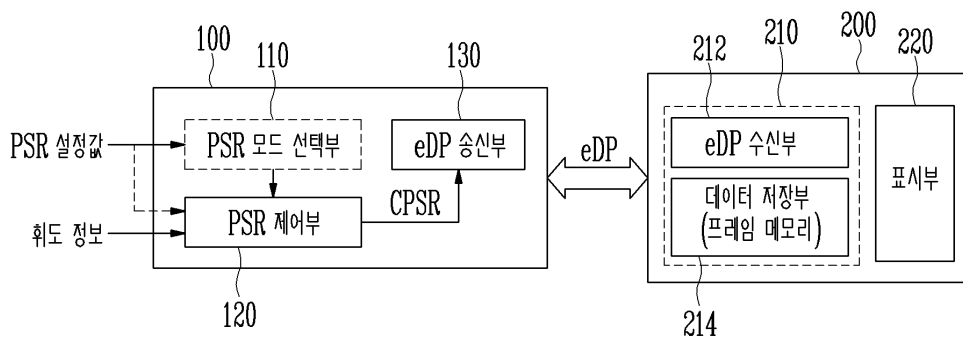 100
110
130
212
210
200
220
PSR 설정값
PSR 모드 선택부
eDP 송신부
eDP
eDP 수신부
표시부
CPSR
데이터 저장부
(프레임 메모리)
휘도 정보
PSR 제어부
120
214